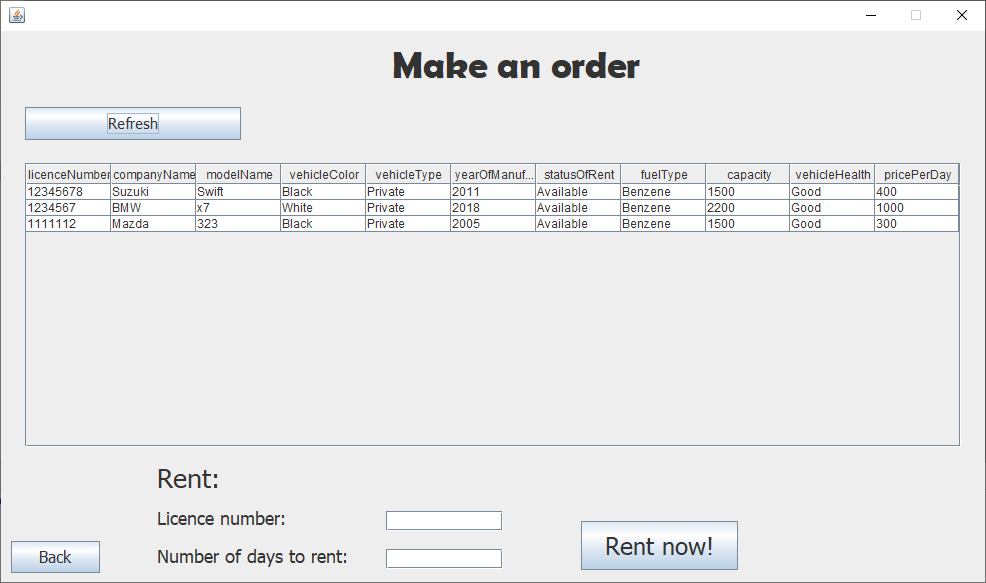 Make an order
Refresh
licenceNumber companyName modelName vehicleColor vehicleType yearOfManuf... statusOfRent fuelType capacity vehicleHealth pricePerDay
12345678 Suzuki Swift Black Private 2011 Available Benzene 1500 Good 400
1234567 BMW x7 White Private 2018 Available Benzene 2200 Good 1000
1111112 Mazda 323 Black Private 2005 Available Benzene 1500 Good 300
Rent:
Licence number:
Number of days to rent:
Rent now!
Back